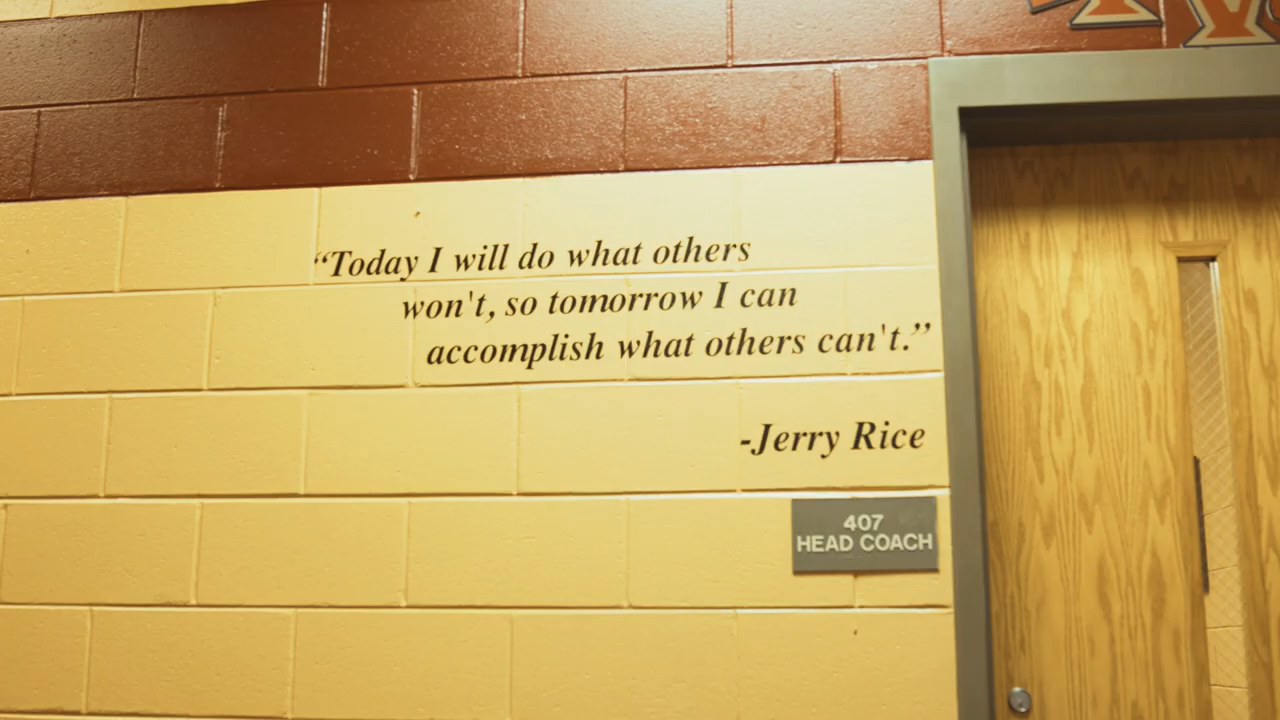 “Today I will do what others
won't, so tomorrow I can
accomplish what others can't.”
-Jerry Rice
407
HEAD COACH